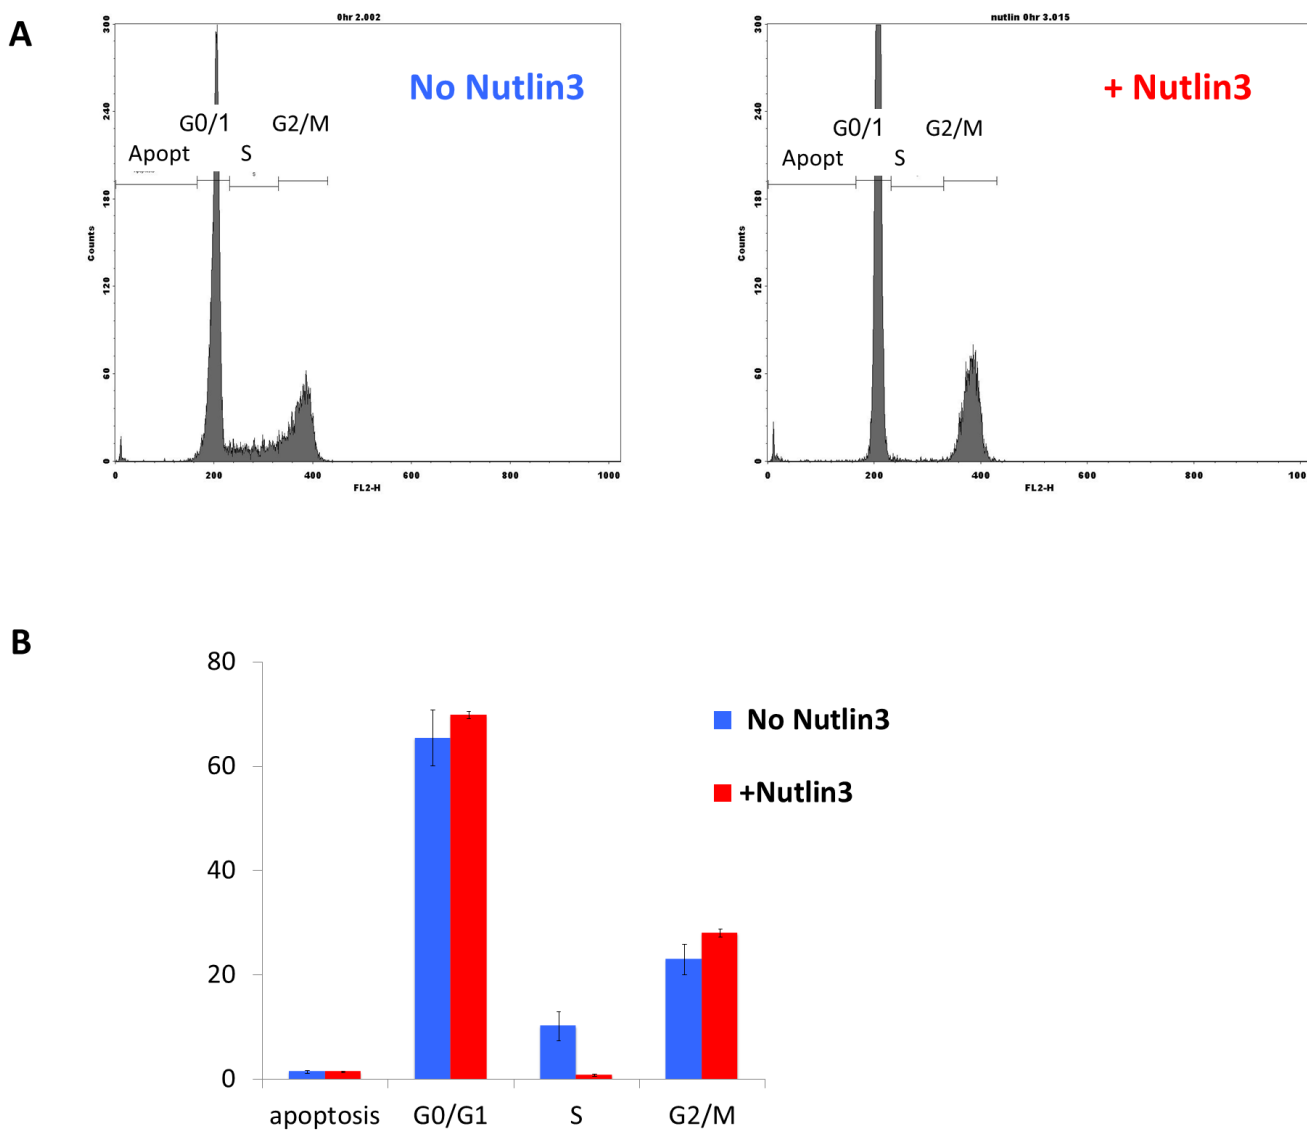 A
0hr 2.002
No Nutlin3
G0/1 G2/M
Apopt S
Counts
300
240
180
120
60
0
0 200 400 600 800 1000
FL2-H
nutlin 0hr 3.015
+ Nutlin3
G0/1 G2/M
Apopt S
Counts
300
240
180
120
60
0
0 200 400 600 800 100
FL2-H
B
80
60
40
20
0
apoptosis G0/G1 S G2/M
No Nutlin3
+Nutlin3